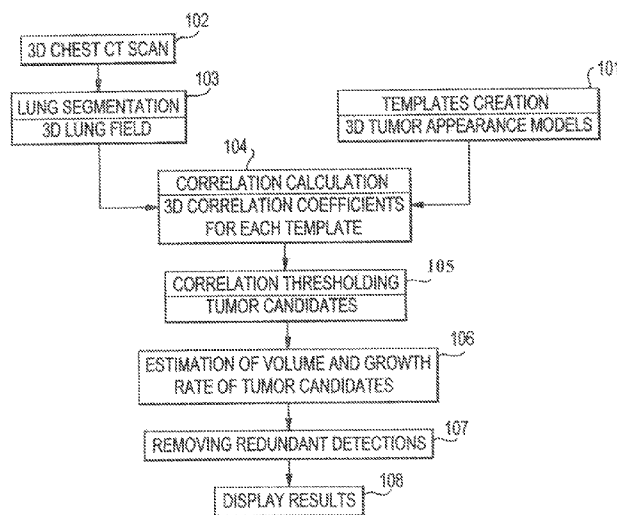 102
3D CHEST CT SCAN
103
LUNG SEGMENTATION
3D LUNG FIELD
101
TEMPLATES CREATION
3D TUMOR APPEARANCE MODELS
104
CORRELATION CALCULATION
3D CORRELATION COEFFICIENTS
FOR EACH TEMPLATE
105
CORRELATION THRESHOLDING
TUMOR CANDIDATES
106
ESTIMATION OF VOLUME AND GROWTH
RATE OF TUMOR CANDIDATES
107
REMOVING REDUNDANT DETECTIONS
108
DISPLAY RESULTS